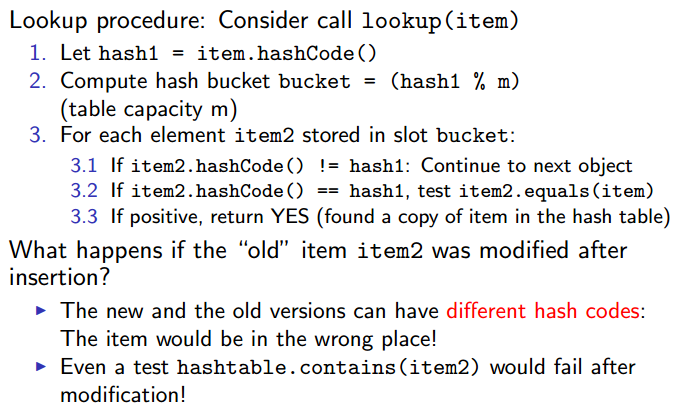 Lookup procedure: Consider call lookup(item)
1. Let hash1 = item.hashCode()
2. Compute hash bucket bucket = (hash1 % m)
(table capacity m)
3. For each element item2 stored in slot bucket:
3.1 If item2.hashCode() != hash1: Continue to next object
3.2 If item2.hashCode() == hash1, test item2.equals(item)
3.3 If positive, return YES (found a copy of item in the hash table)
What happens if the “old” item item2 was modified after
insertion?
▶ The new and the old versions can have different hash codes:
The item would be in the wrong place!
▶ Even a test hashtable.contains(item2) would fail after
modification!